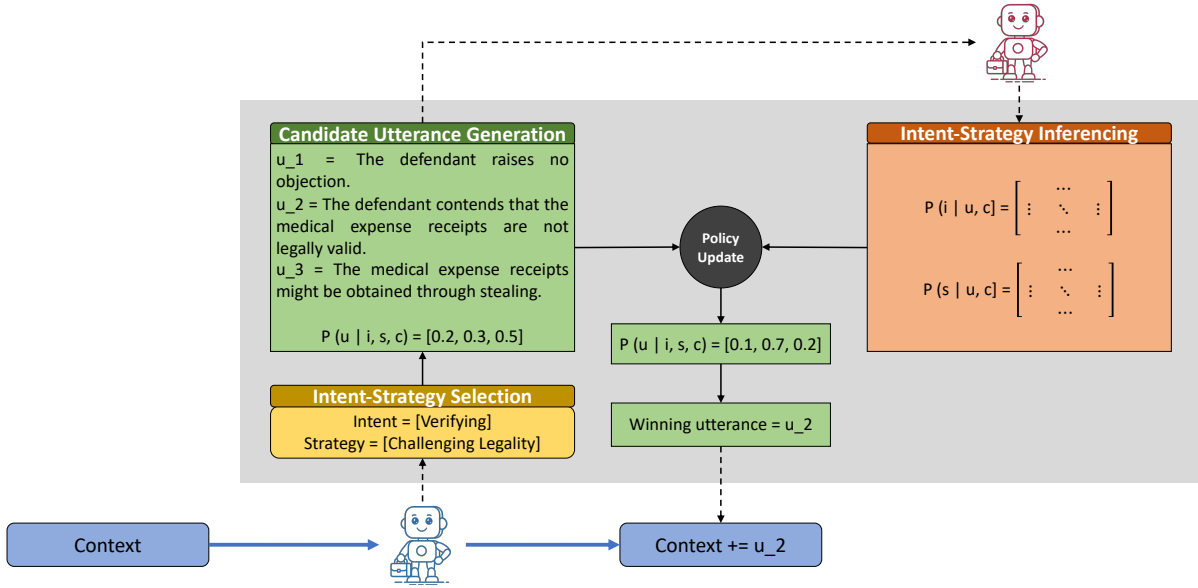 Candidate Utterance Generation
u_1 = The defendant raises no
objection.
u_2 = The defendant contends that the
medical expense receipts are not
legally valid.
u_3 = The medical expense receipts
might be obtained through stealing.
P (u | i, s, c) = [0.2, 0.3, 0.5]
Intent-Strategy Selection
Intent = [Verifying]
Strategy = [Challenging Legality]
Policy
Update
P (u | i, s, c) = [0.1, 0.7, 0.2]
Winning utterance = u_2
Intent-Strategy Inferencing
...
P (i | u, c] = [ ⋮ ⋱ ⋮ ]
...
...
P (s | u, c] = [ ⋮ ⋱ ⋮ ]
...
Context
Context += u_2